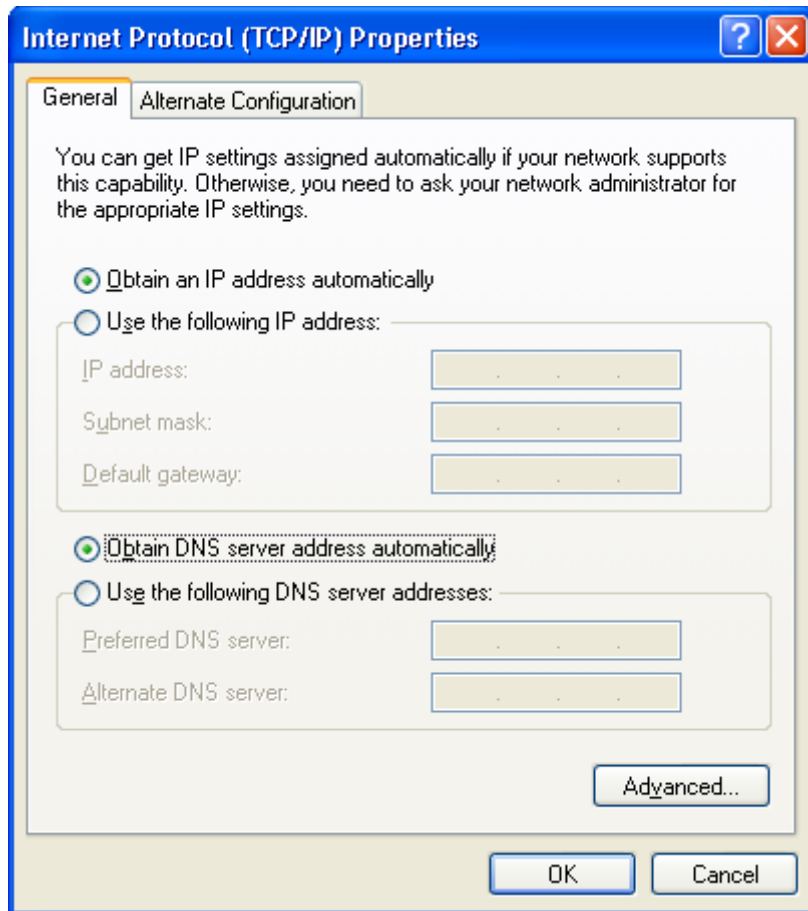 Internet Protocol (TCP/IP) Properties
General
Alternate Configuration
You can get IP settings assigned automatically if your network supports
this capability. Otherwise, you need to ask your network administrator for
the appropriate IP settings.
Obtain an IP address automatically
Use the following IP address:
IP address:
Subnet mask:
Default gateway:
Obtain DNS server address automatically
Use the following DNS server addresses:
Preferred DNS server:
Alternate DNS server:
Advanced...
OK
Cancel